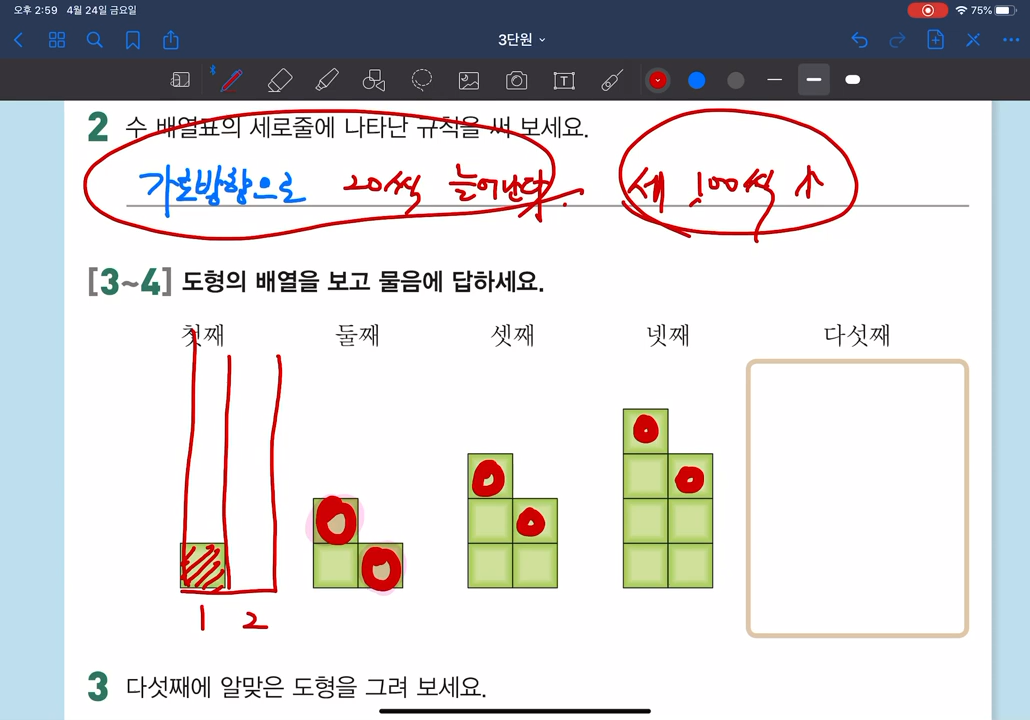 오후 2:59 4월 24일 금요일
75%
3단원
2 수 배열표의 세로줄에 나타난 규칙을 써 보세요.
가로방향으로 20씩 늘어난다. 세 100씩 ↑
[3~4] 도형의 배열을 보고 물음에 답하세요.
첫째 둘째 셋째 넷째 다섯째
1 2
3 다섯째에 알맞은 도형을 그려 보세요.